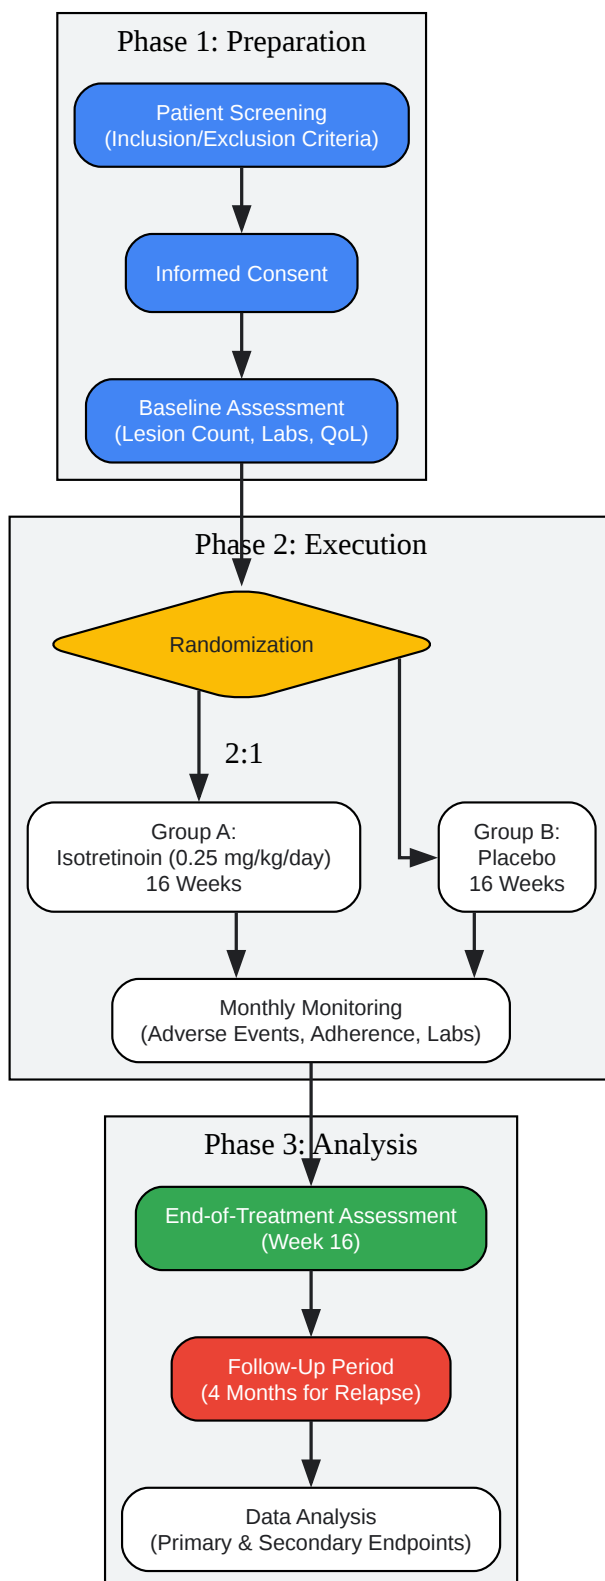 Phase 1: Preparation
Patient Screening
(Inclusion/Exclusion Criteria)
Informed Consent
Baseline Assessment
(Lesion Count, Labs, QoL)
Phase 2: Execution
Randomization
2:1
Group A:
Isotretinoin (0.25 mg/kg/day)
16 Weeks
Group B:
Placebo
16 Weeks
Monthly Monitoring
(Adverse Events, Adherence, Labs)
Phase 3: Analysis
End-of-Treatment Assessment
(Week 16)
Follow-Up Period
(4 Months for Relapse)
Data Analysis
(Primary & Secondary Endpoints)